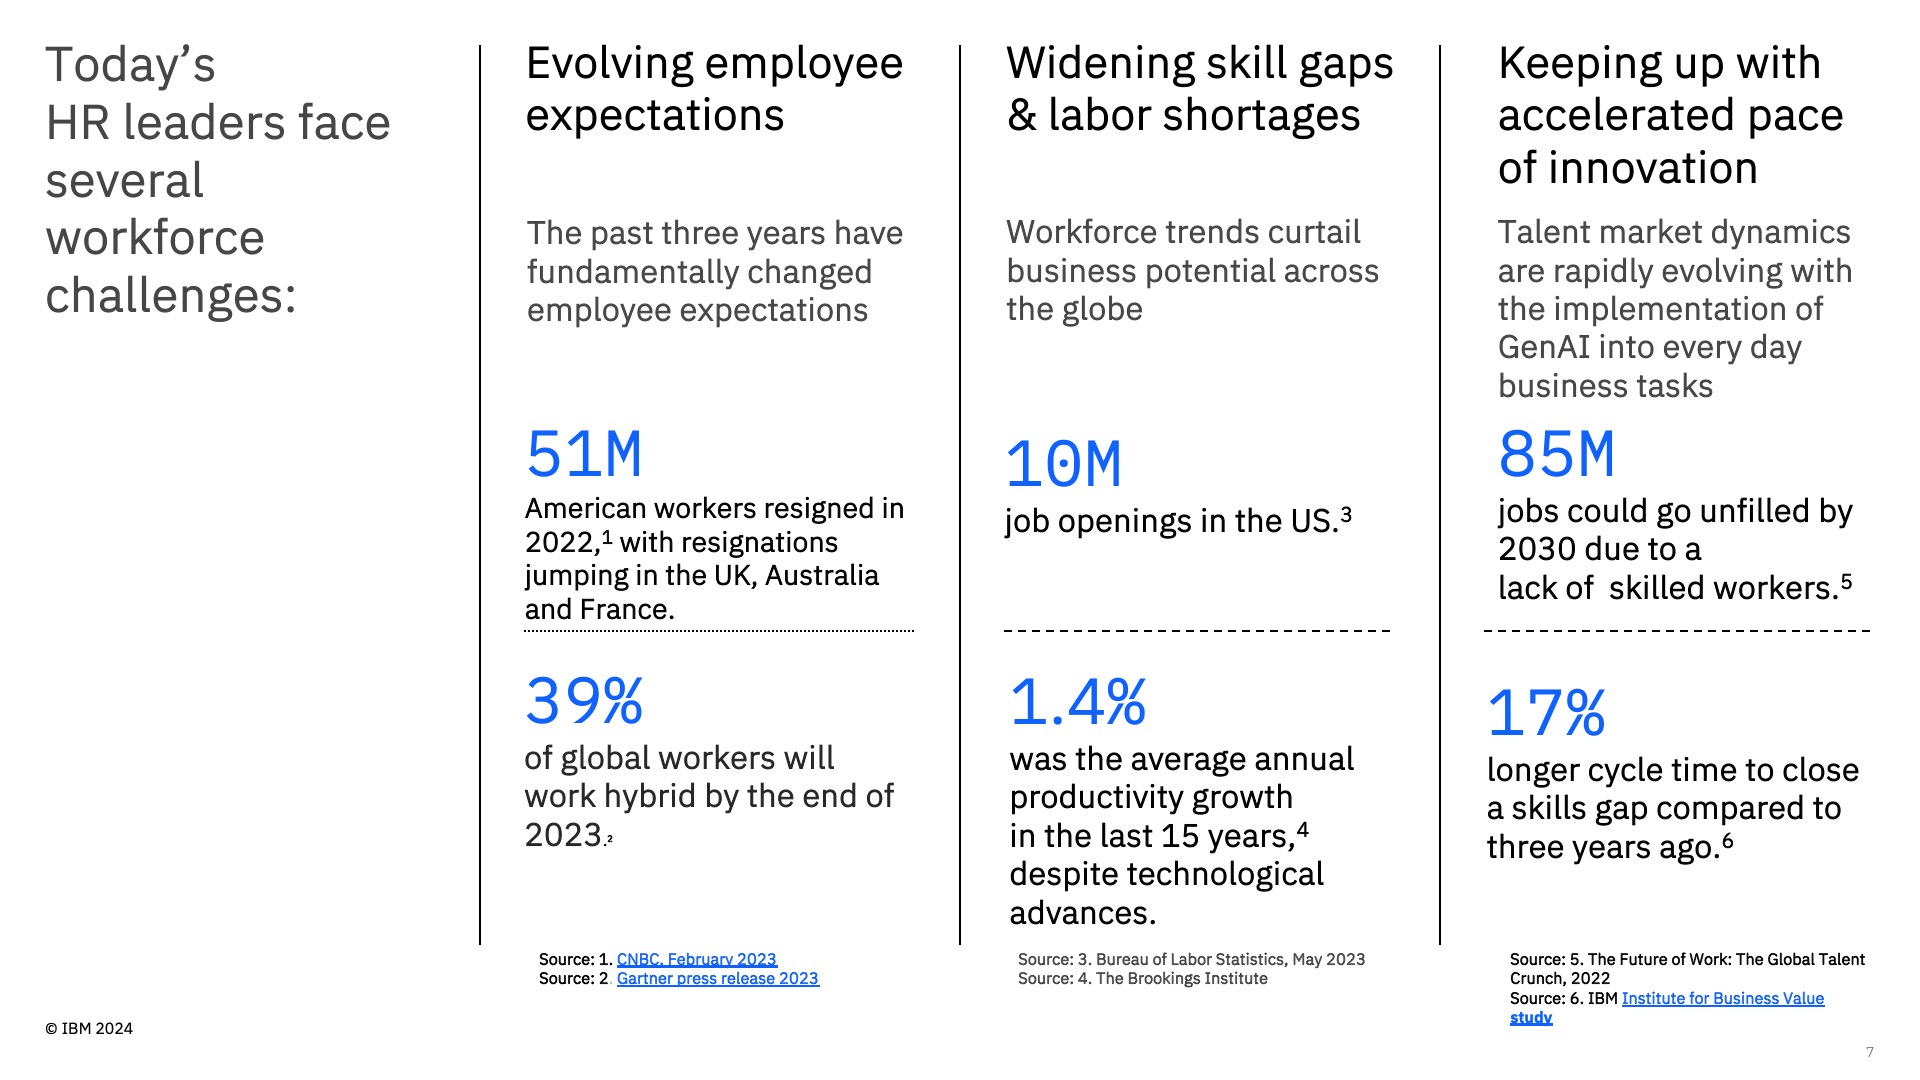 Today’s
HR leaders face
several
workforce
challenges:
Evolving employee
expectations
The past three years have
fundamentally changed
employee expectations
51M
American workers resigned in
2022,¹ with resignations
jumping in the UK, Australia
and France.
39%
of global workers will
work hybrid by the end of
2023.²
Source: 1. CNBC, February 2023
Source: 2. Gartner press release 2023
Widening skill gaps
& labor shortages
Workforce trends curtail
business potential across
the globe
10M
job openings in the US.³
1.4%
was the average annual
productivity growth
in the last 15 years,⁴
despite technological
advances.
Source: 3. Bureau of Labor Statistics, May 2023
Source: 4. The Brookings Institute
Keeping up with
accelerated pace
of innovation
Talent market dynamics
are rapidly evolving with
the implementation of
GenAI into every day
business tasks
85M
jobs could go unfilled by
2030 due to a
lack of  skilled workers.⁵
17%
longer cycle time to close
a skills gap compared to
three years ago.⁶
Source: 5. The Future of Work: The Global Talent
Crunch, 2022
Source: 6. IBM Institute for Business Value
study
© IBM 2024
7